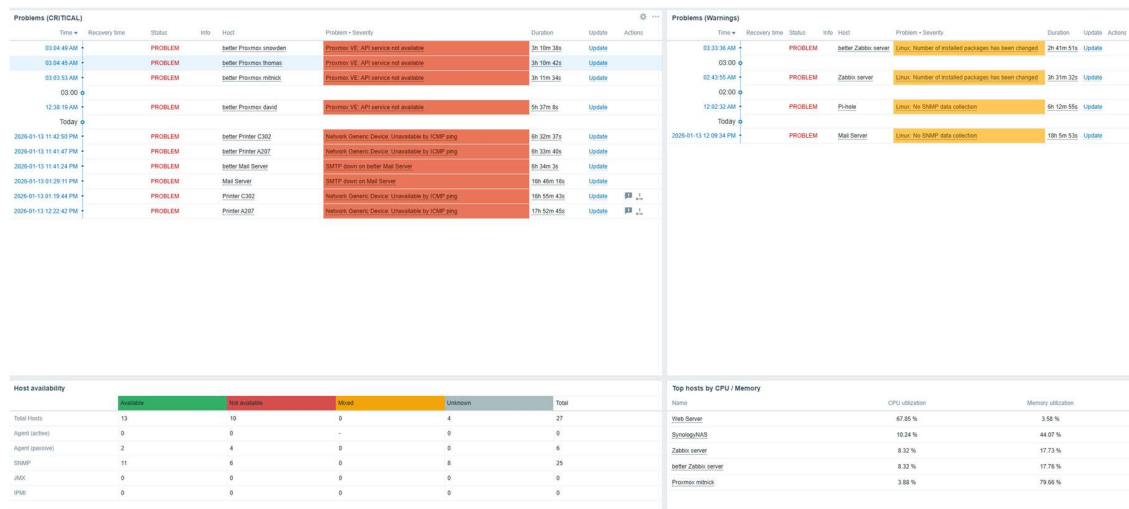 Problems (CRITICAL)
Time Recovery time Status Info Host Problem • Severity Duration Update Actions
03:04:49 AM PROBLEM better Proxmox snowden Proxmox VE: API service not available 3h 10m 38s Update
03:04:45 AM PROBLEM better Proxmox thomas Proxmox VE: API service not available 3h 10m 42s Update
03:03:53 AM PROBLEM better Proxmox mitnick Proxmox VE: API service not available 3h 11m 34s Update
03:00
12:38:19 AM PROBLEM better Proxmox david Proxmox VE: API service not available 5h 37m 8s Update
Today
2026-01-13 11:42:50 PM PROBLEM better Printer C302 Network Generic Device: Unavailable by ICMP ping 6h 32m 37s Update
2026-01-13 11:41:47 PM PROBLEM better Printer A207 Network Generic Device: Unavailable by ICMP ping 6h 33m 40s Update
2026-01-13 11:41:24 PM PROBLEM better Mail Server SMTP down on better Mail Server 6h 34m 3s Update
2026-01-13 01:29:11 PM PROBLEM Mail Server SMTP down on Mail Server 16h 46m 16s Update
2026-01-13 01:19:44 PM PROBLEM Printer C302 Network Generic Device: Unavailable by ICMP ping 16h 55m 43s Update 1
2026-01-13 12:22:42 PM PROBLEM Printer A207 Network Generic Device: Unavailable by ICMP ping 17h 52m 45s Update 1
Problems (Warnings)
Time Recovery time Status Info Host Problem • Severity Duration Update Actions
03:33:36 AM PROBLEM better Zabbix server Linux: Number of installed packages has been changed 2h 41m 51s Update
03:00
02:43:55 AM PROBLEM Zabbix server Linux: Number of installed packages has been changed 3h 31m 32s Update
02:00
12:02:32 AM PROBLEM Pi-hole Linux: No SNMP data collection 6h 12m 55s Update
Today
2026-01-13 12:09:34 PM PROBLEM Mail Server Linux: No SNMP data collection 18h 5m 53s Update
Host availability
Available Not available Mixed Unknown Total
Total Hosts 13 10 0 4 27
Agent (active) 0 0 - 0 0
Agent (passive) 2 4 0 0 6
SNMP 11 6 0 8 25
JMX 0 0 0 0 0
IPMI 0 0 0 0 0
Top hosts by CPU / Memory
Name CPU utilization Memory utilization
Web Server 67.85 % 3.58 %
SynologyNAS 10.24 % 44.07 %
Zabbix server 8.32 % 17.73 %
better Zabbix server 8.32 % 17.78 %
Proxmox mitnick 3.88 % 79.66 %